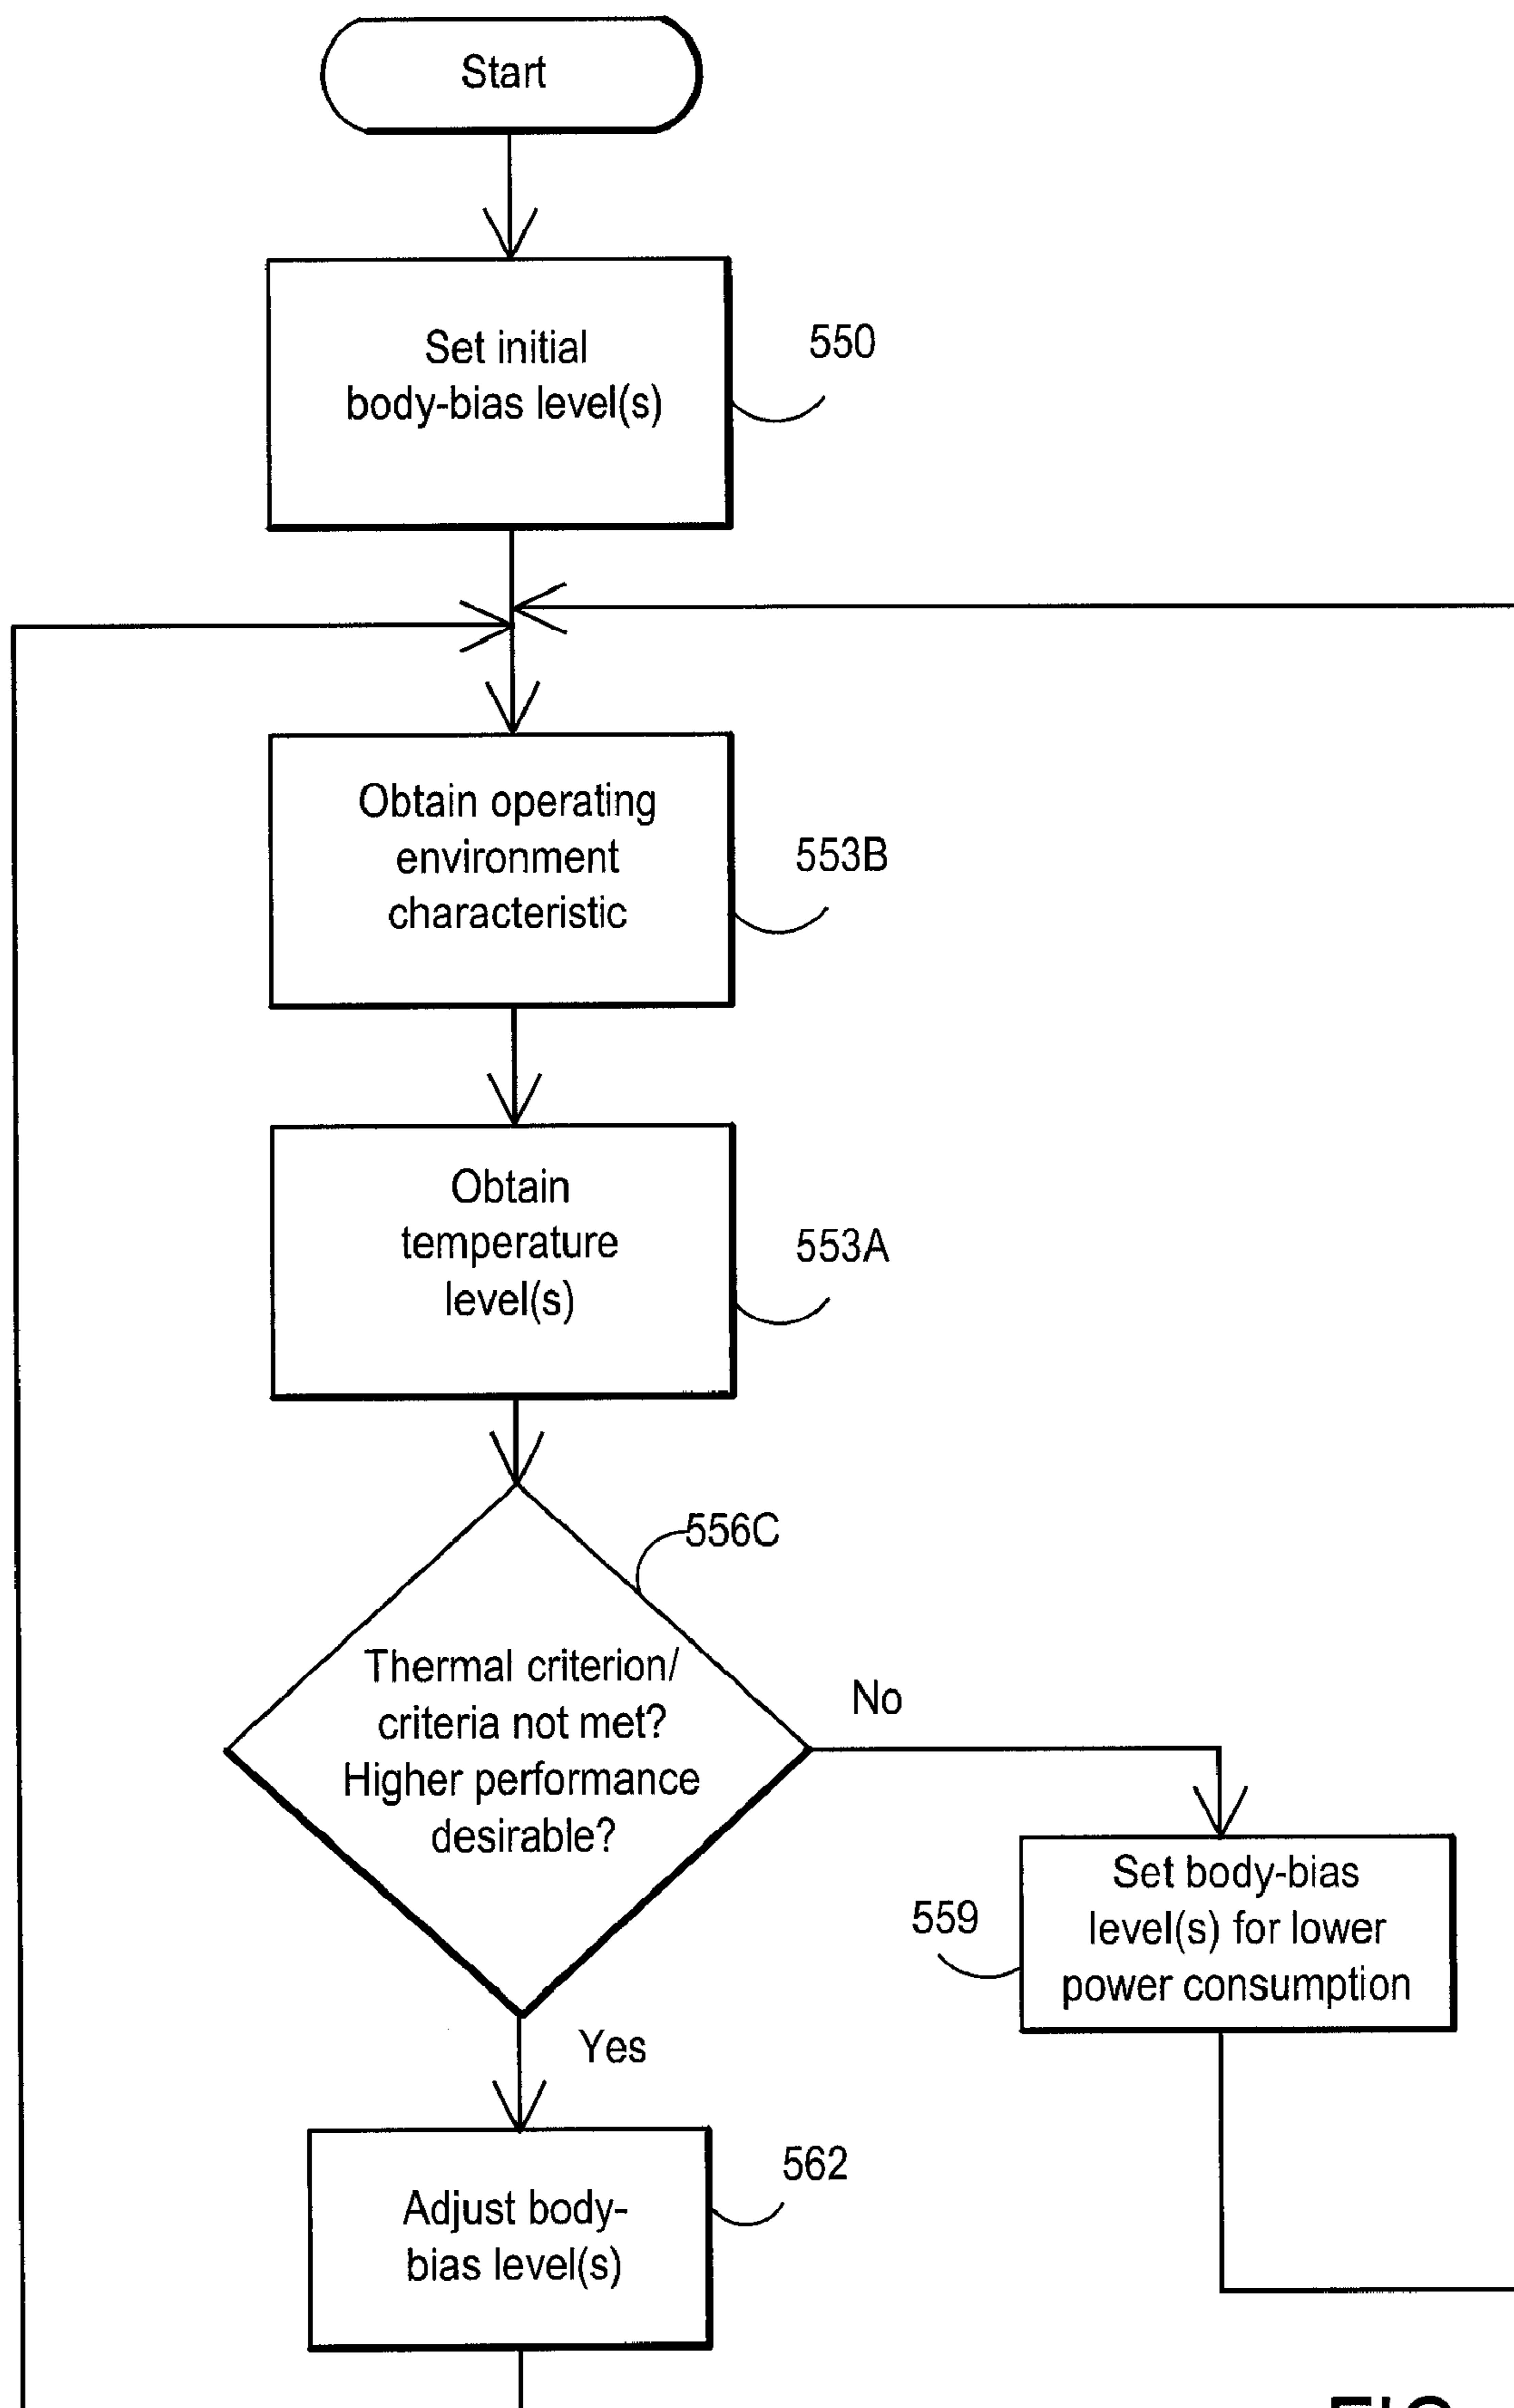 Start
Set initial
body-bias level(s)
550
Obtain operating
environment
characteristic
553B
Obtain
temperature
level(s)
553A
556C
Thermal criterion/
criteria not met?
Higher performance
desirable?
No
Set body-bias
level(s) for lower
power consumption
559
Yes
Adjust body-
bias level(s)
562